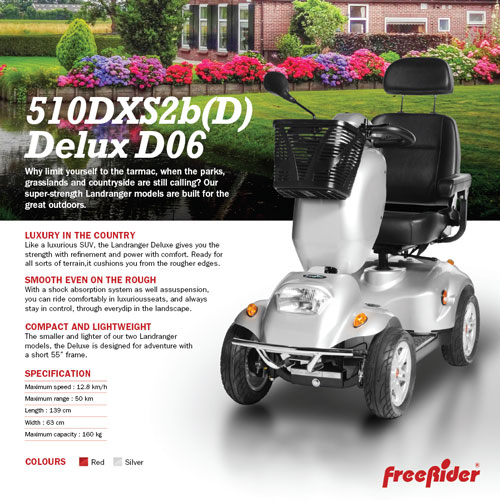 510DXS2b(D)
Delux D06
Why limit yourself to the tarmac, when the parks,
grasslands and countryside are still calling? Our
super-strength Landranger models are built for the
great outdoors.
LUXURY IN THE COUNTRY
Like a luxurious SUV, the Landranger Deluxe gives you the
strength with refinement and power with comfort. Ready for
all sorts of terrain,it cushions you from the rougher edges.
SMOOTH EVEN ON THE ROUGH
With a shock absorption system as well assuspension,
you can ride comfortably in luxuriousseats, and always
stay in control, through everydip in the landscape.
COMPACT AND LIGHTWEIGHT
The smaller and lighter of our two Landranger
models, the Deluxe is designed for adventure with
a short 55" frame.
SPECIFICATION
Maximum speed : 12.8 km/h
Maximum range : 50 km
Length : 139 cm
Width : 63 cm
Maximum capacity : 160 kg
COLOURS Red Silver
FreeRider®